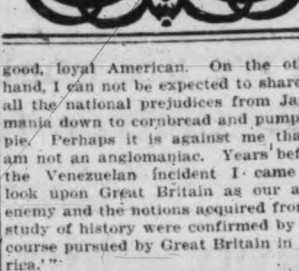 good, loyal American. On the ot
hand, I can not be expected to share
all the national prejudices from Ja
mania down to cornbread and pump
pie. Perhaps it is against me tha
am not an anglomaniac. Years bef
the Venezuelan incident I came
look upon Great Britain as our a
enemy and the notions acquired from
study of history were confirmed by
course pursued by Great Britain in
rica.'"